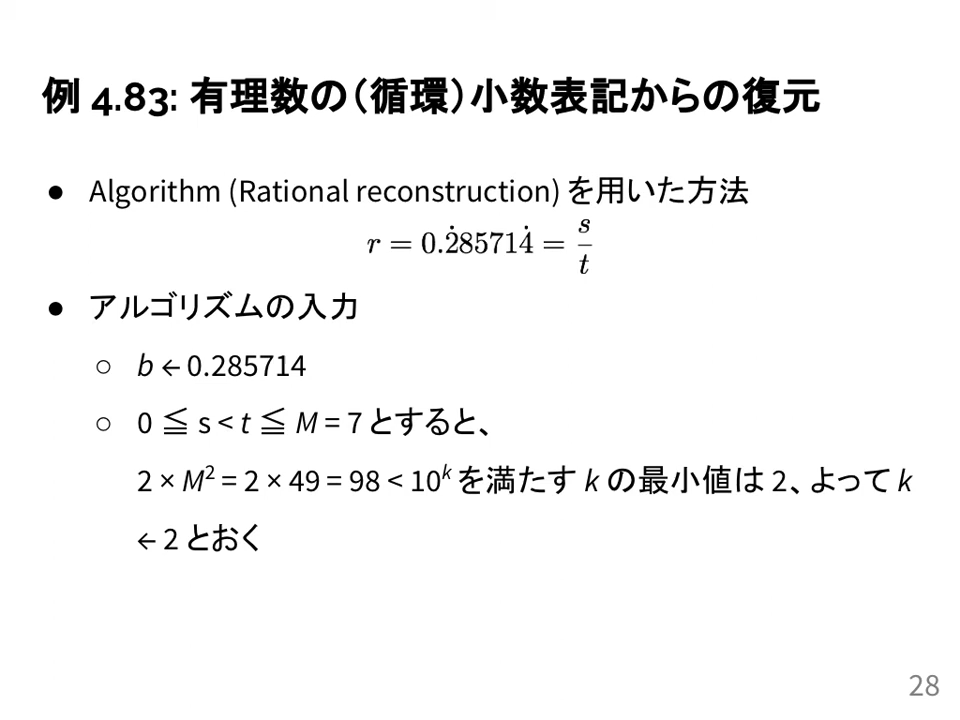 例 4.83: 有理数の（循環）小数表記からの復元
● Algorithm (Rational reconstruction) を用いた方法
r = 0.2̇85714̇ = s/t
● アルゴリズムの入力
○ b ← 0.285714
○ 0 ≦ s < t ≦ M = 7 とすると、
2 × M² = 2 × 49 = 98 < 10ᵏ を満たす k の最小値は 2、よって k
← 2 とおく
28